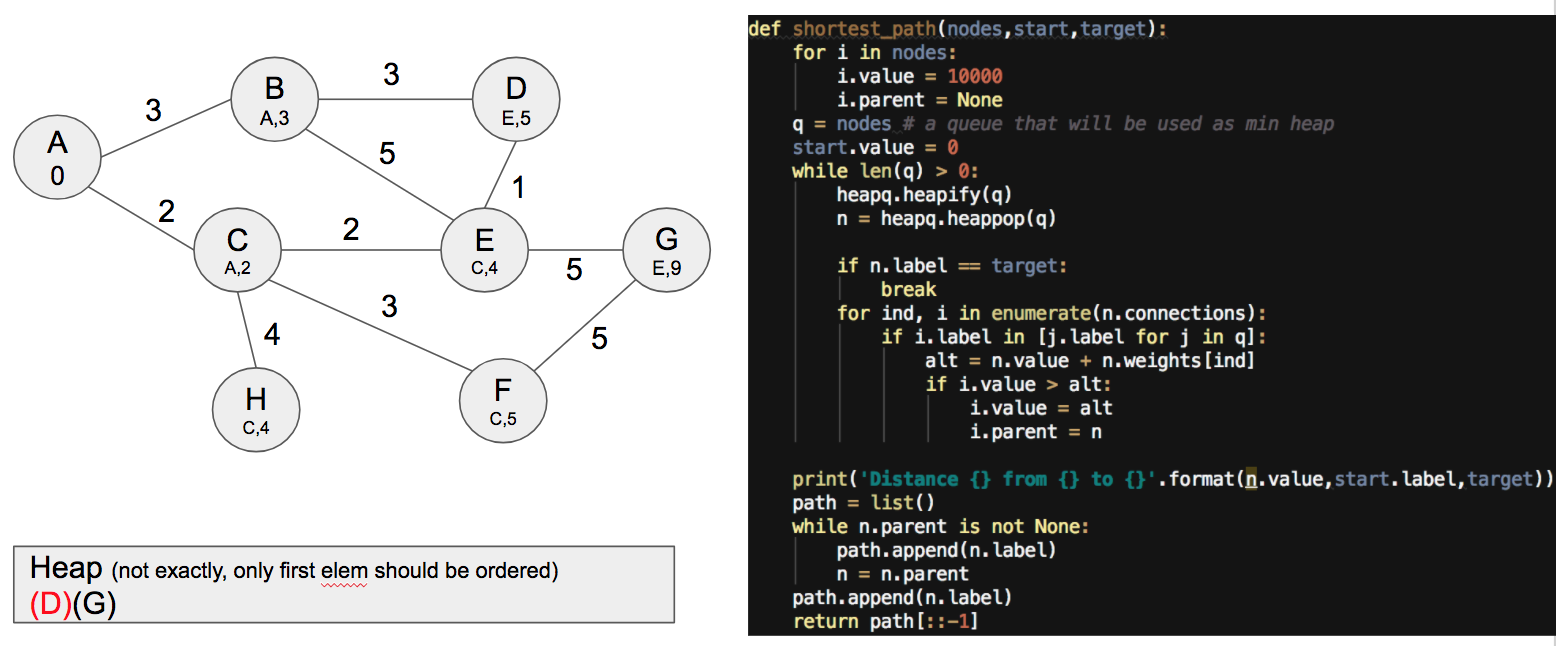 3
B
A,3
3
D
E,5
A
0
5
1
2
C
A,2
2
E
C,4
5
G
E,9
3
4
5
H
C,4
F
C,5
Heap (not exactly, only first elem should be ordered)
(D)(G)
def shortest_path(nodes,start,target):
    for i in nodes:
        i.value = 10000
        i.parent = None
    q = nodes # a queue that will be used as min heap
    start.value = 0
    while len(q) > 0:
        heapq.heapify(q)
        n = heapq.heappop(q)
        if n.label == target:
            break
        for ind, i in enumerate(n.connections):
            if i.label in [j.label for j in q]:
                alt = n.value + n.weights[ind]
                if i.value > alt:
                    i.value = alt
                    i.parent = n
    print('Distance {} from {} to {}'.format(n.value,start.label,target))
    path = list()
    while n.parent is not None:
        path.append(n.label)
        n = n.parent
    path.append(n.label)
    return path[::-1]